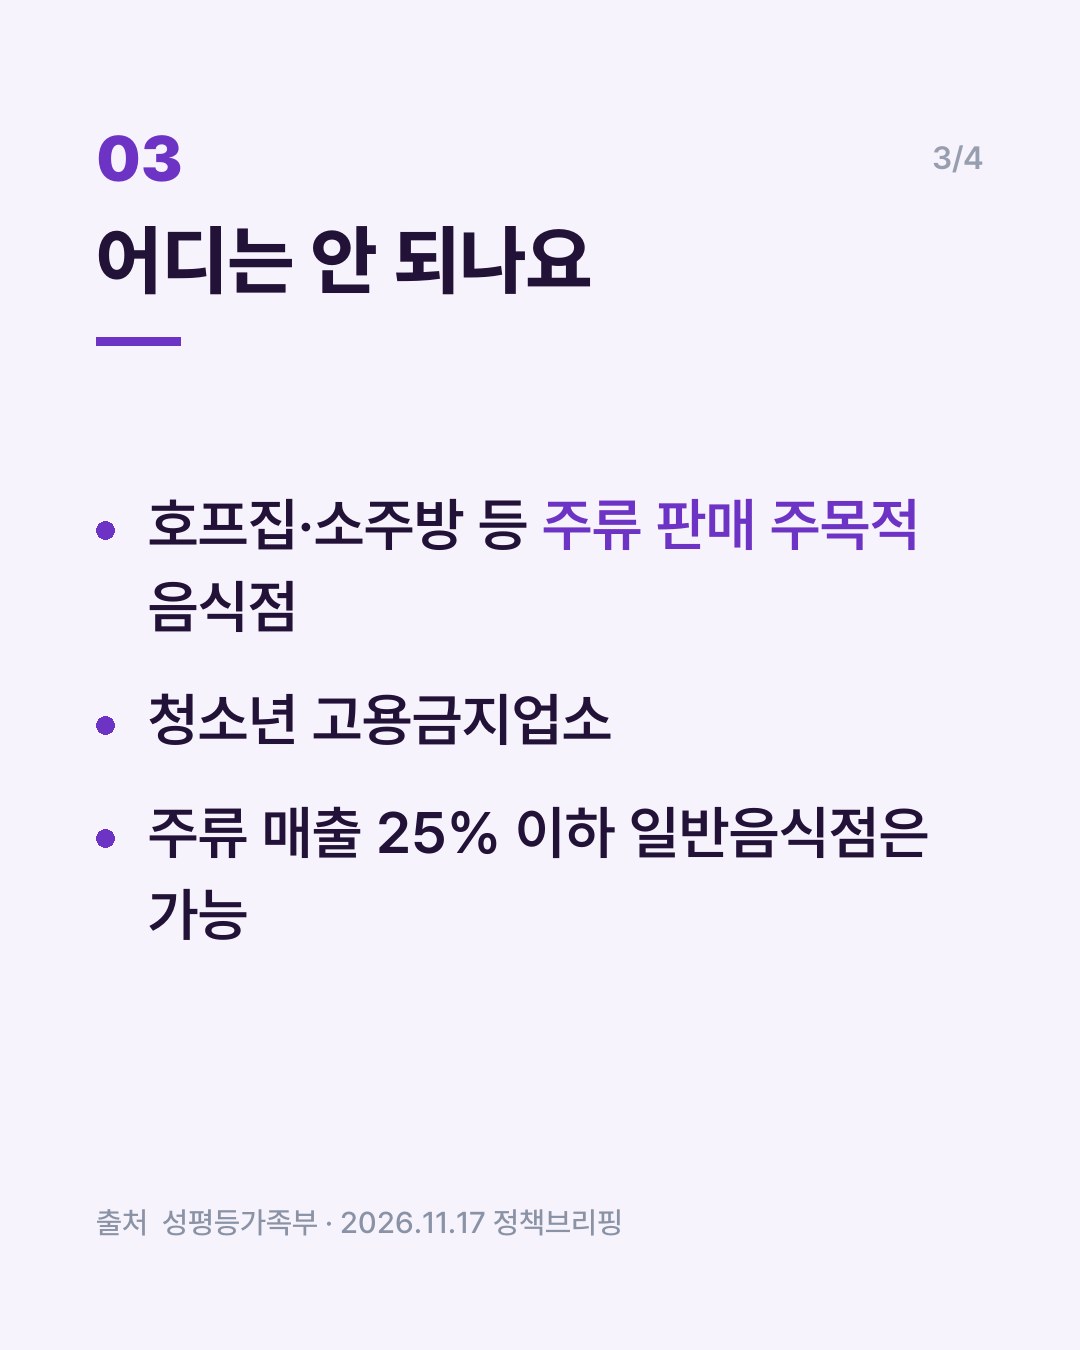 03
3/4
어디는 안 되나요
호프집·소주방 등 주류 판매 주목적
음식점
청소년 고용금지업소
주류 매출 25% 이하 일반음식점은
가능
출처 성평등가족부 · 2026.11.17 정책브리핑